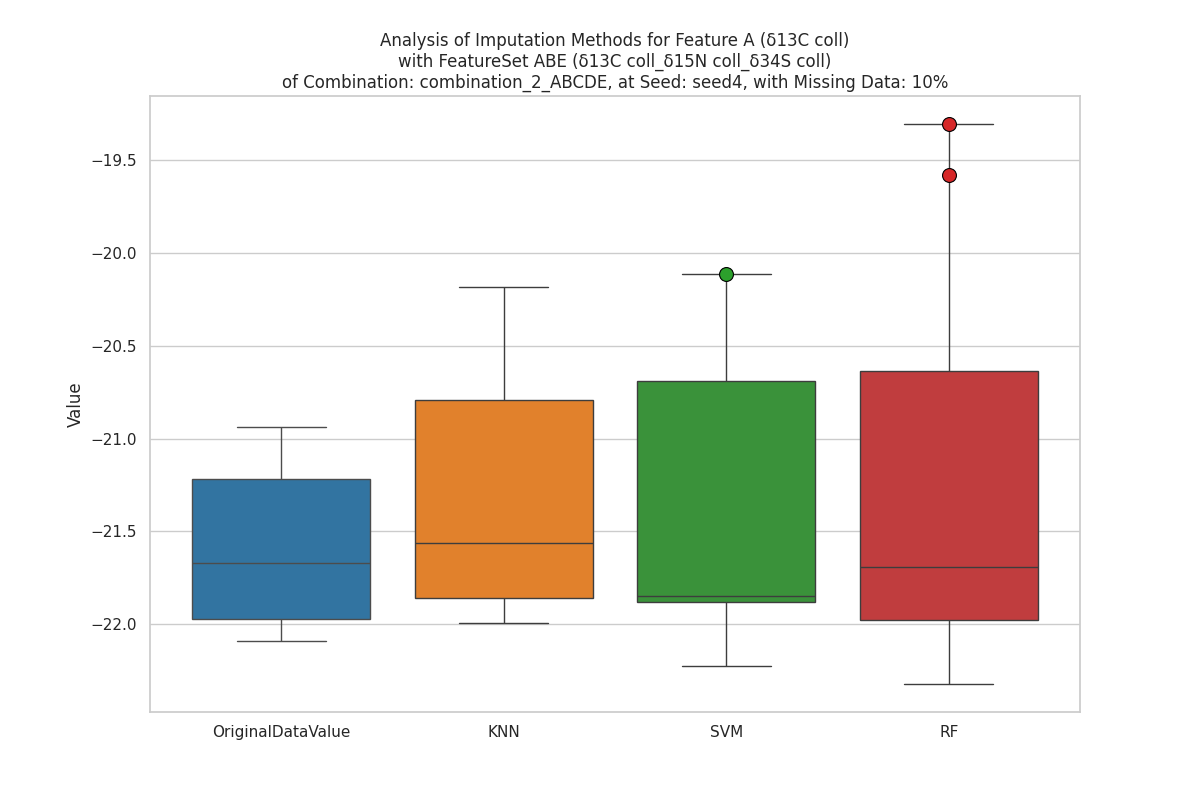 Analysis of Imputation Methods for Feature A (δ13C coll)
with FeatureSet ABE (δ13C coll_δ15N coll_δ34S coll)
of Combination: combination_2_ABCDE, at Seed: seed4, with Missing Data: 10%
−19.5
−20.0
−20.5
−21.0
−21.5
−22.0
Value
OriginalDataValue
KNN
SVM
RF